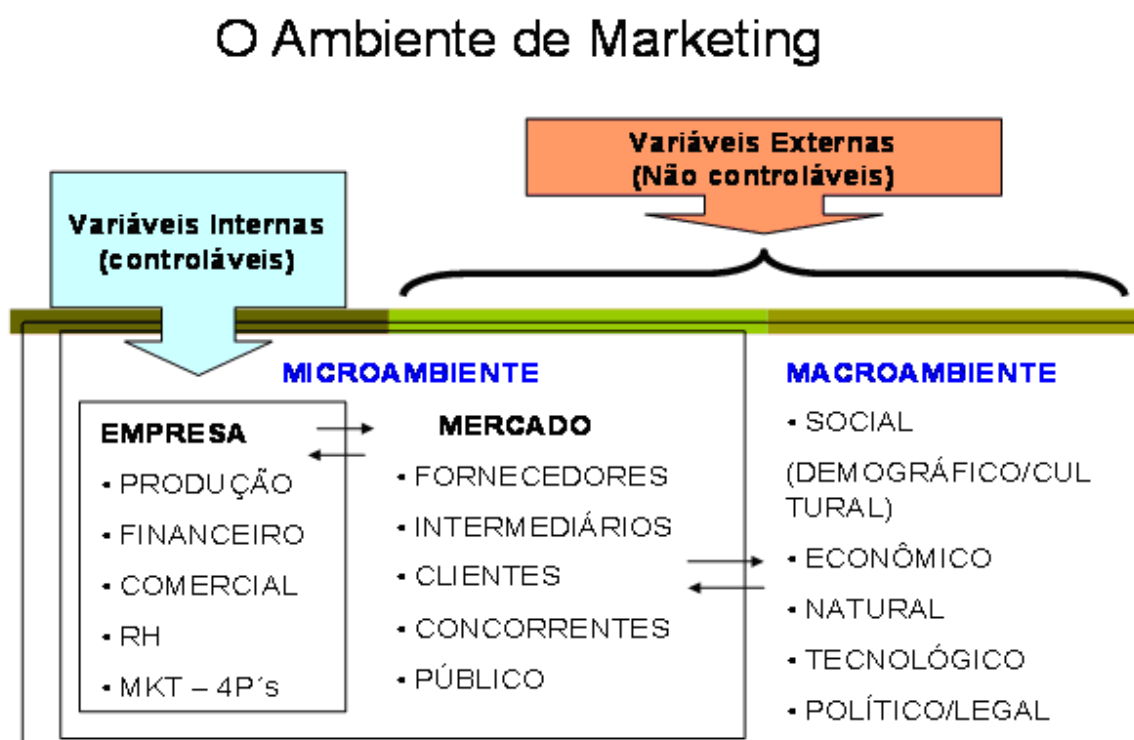 O Ambiente de Marketing
Variáveis Externas
(Não controláveis)
Variáveis Internas
(controláveis)
MICROAMBIENTE
MACROAMBIENTE
EMPRESA
• PRODUÇÃO
• FINANCEIRO
• COMERCIAL
• RH
• MKT – 4P´s
MERCADO
• FORNECEDORES
• INTERMEDIÁRIOS
• CLIENTES
• CONCORRENTES
• PÚBLICO
• SOCIAL
(DEMOGRÁFICO/CUL
TURAL)
• ECONÔMICO
• NATURAL
• TECNOLÓGICO
• POLÍTICO/LEGAL